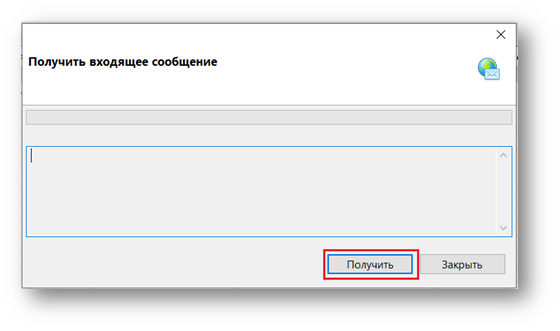 Получить входящее сообщение
Получить
Закрыть